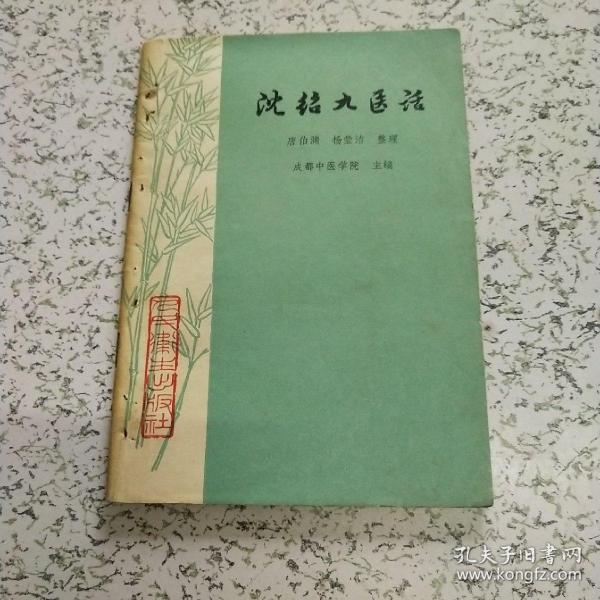 沈绍九医话
唐伯渊 杨莹洁 整理
成都中医学院 主编
人民卫生出版社
孔夫子旧书网
www.kongfz.com